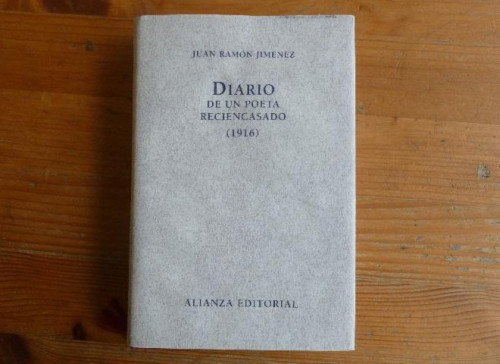 JUAN RAMÓN JIMÉNEZ
DIARIO
DE UN POETA
RECIENCASADO
(1916)
ALIANZA EDITORIAL